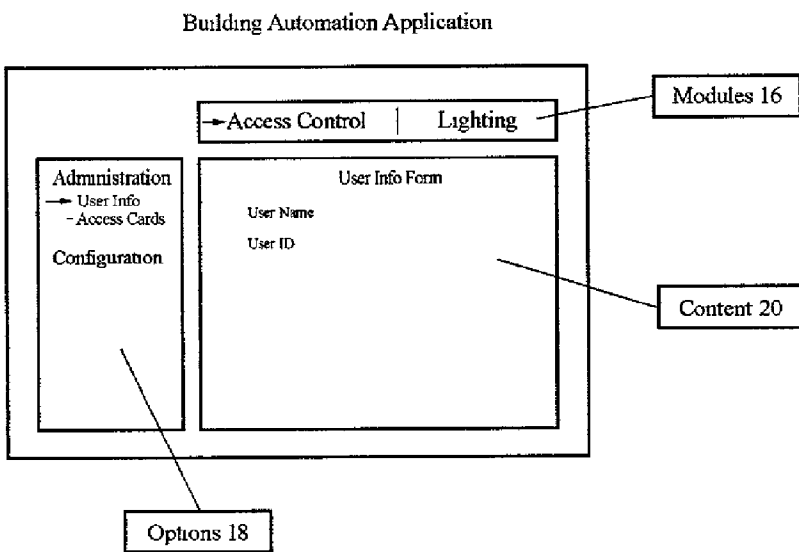 Building Automation Application
Modules 16
→Access Control | Lighting
Administration
→ User Info
- Access Cards
Configuration
User Info Form
User Name
User ID
Content 20
Options 18